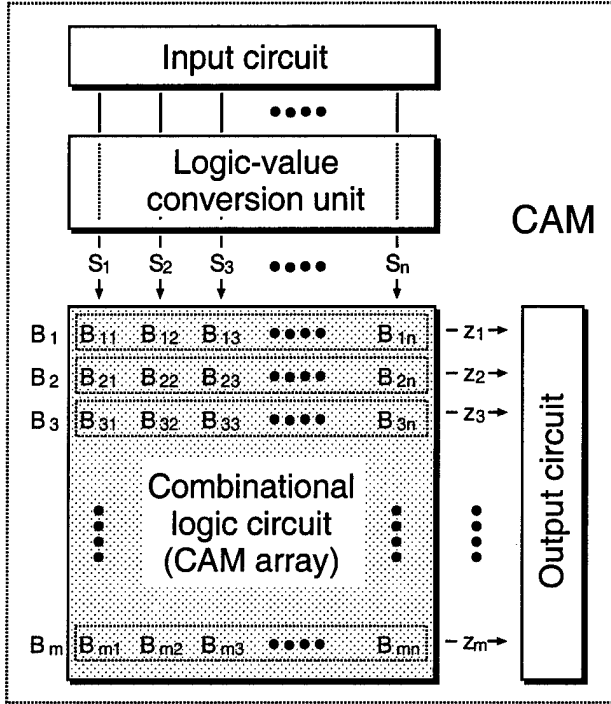 Input circuit
Logic-value
conversion unit
CAM
S1 S2 S3 Sn
B1 B11 B12 B13 B1n z1
B2 B21 B22 B23 B2n z2
B3 B31 B32 B33 B3n z3
Combinational
logic circuit
(CAM array)
Bm Bm1 Bm2 Bm3 Bmn zm
Output circuit